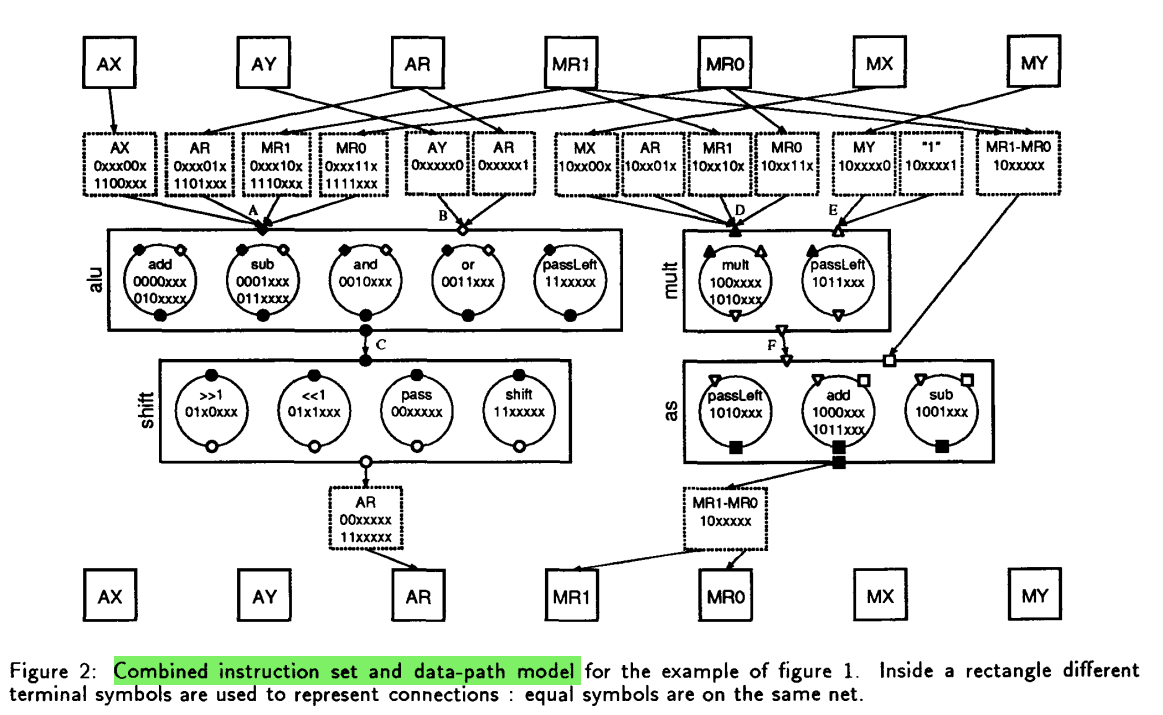 AX AY AR MR1 MR0 MX MY
AX AR MR1 MR0 AY AR MX AR MR1 MR0 MY "1" MR1-MR0
0xxx00x 0xxx01x 0xxx10x 0xxx11x 0xxxxx0 0xxxxx1 10xx00x 10xx01x 10xx10x 10xx11x 10xxxx0 10xxxx1 10xxxxx
1100xxx 1101xxx 1110xxx 1111xxx
A B D E
alu add sub and or passLeft mult mult passLeft
0000xxx 0001xxx 0010xxx 0011xxx 11xxxxx 100xxxx 1011xxx
010xxxx 011xxxx 1010xxx
C F
shift >>1 <<1 pass shift as passLeft add sub
01x0xxx 01x1xxx 00xxxxx 11xxxxx 1010xxx 1000xxx 1001xxx
1011xxx
AR MR1-MR0
00xxxxx 10xxxxx
11xxxxx
AX AY AR MR1 MR0 MX MY
Figure 2: Combined instruction set and data-path model for the example of figure 1. Inside a rectangle different
terminal symbols are used to represent connections : equal symbols are on the same net.